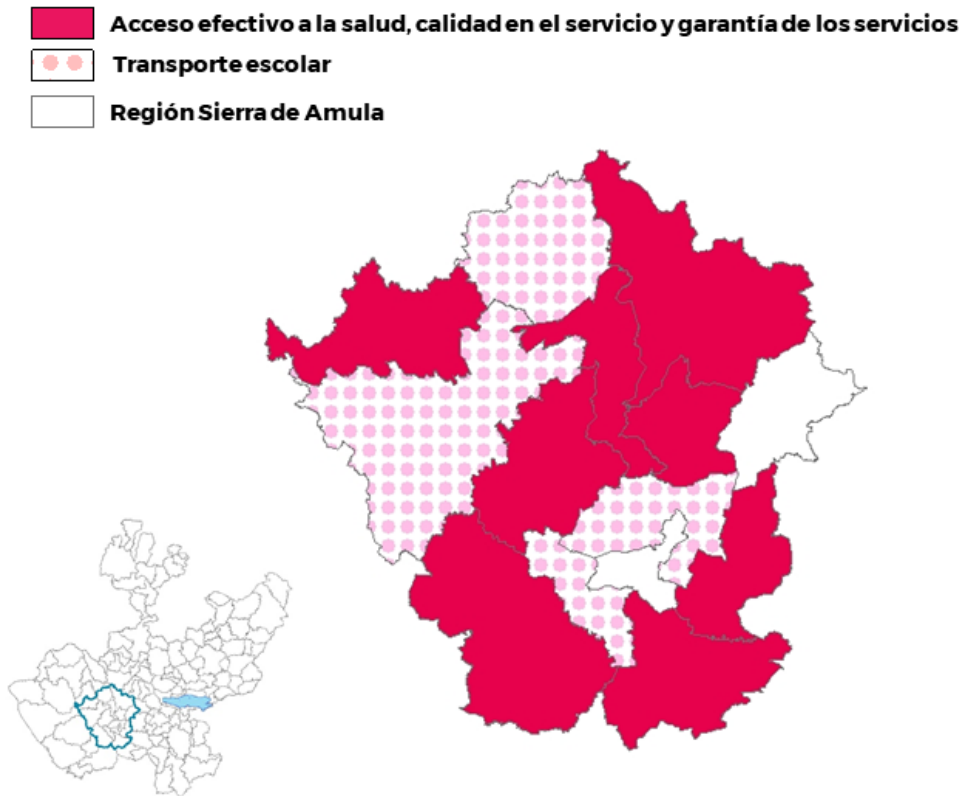 Acceso efectivo a la salud, calidad en el servicio y garantía de los servicios
Transporte escolar
Región Sierra de Amula